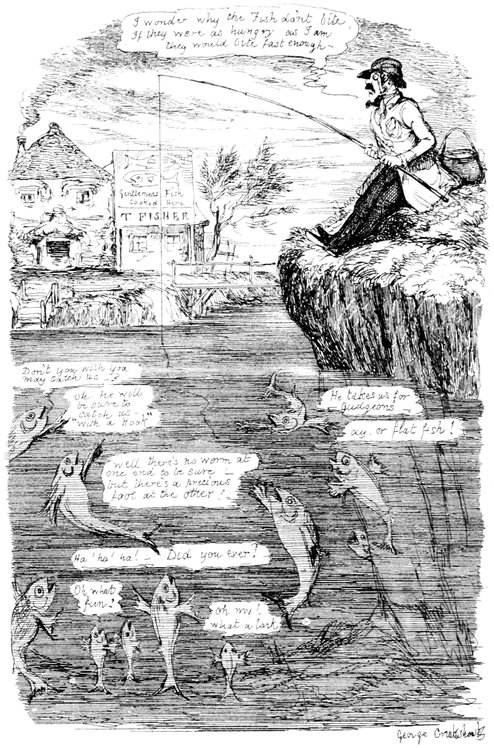 I wonder why the Fish don't bite
If they were as hungry as I am
they would bite fast enough -
Gentlemens Fish
Cooked Here
T FISHER
Don't you wish you
may catch us - ?
Oh, he will
be sure to
catch us -
"with a Hook"
He takes us for
Gudgeons -
ay, or flat fish!
Well there's no worm at
one end to be sure -
but there's a precious
fool at the other!
Ha! ha! ha! - Did you ever!
Oh what
fun!
Oh my!
what a lark
George Cruikshank